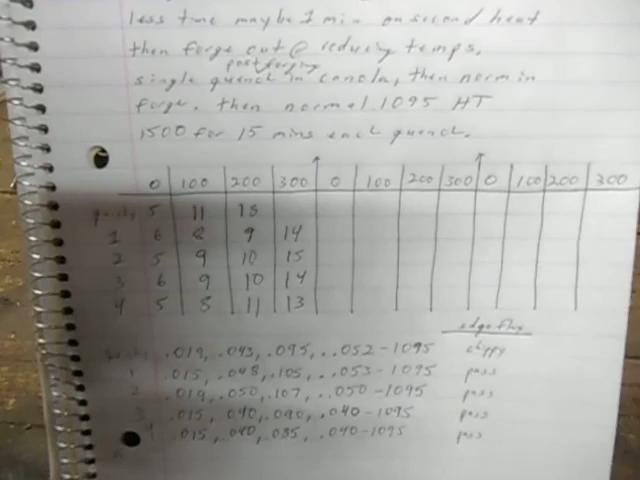 less time maybe 1 min on second heat
then forge out @ reducing temps.
post forging
single quench in canola, then norm in
forge. then normal 1095 HT
1500 for 15 mins each quench.
0 100 200 300 0 100 200 300 0 100 200 300
5 11 18
1 6 8 9 14
2 5 9 10 15
3 6 9 10 14
4 5 8 11 13
edge flex
.019, .043, .095, ..052-1095 chippy
1 .015, .048, .105, ..053-1095 pass
2 .019, .050, .107, ..050-1095 pass
3 .015, .040, .090, .040-1095 pass
4 .015, .040, .085, .040-1095 pass